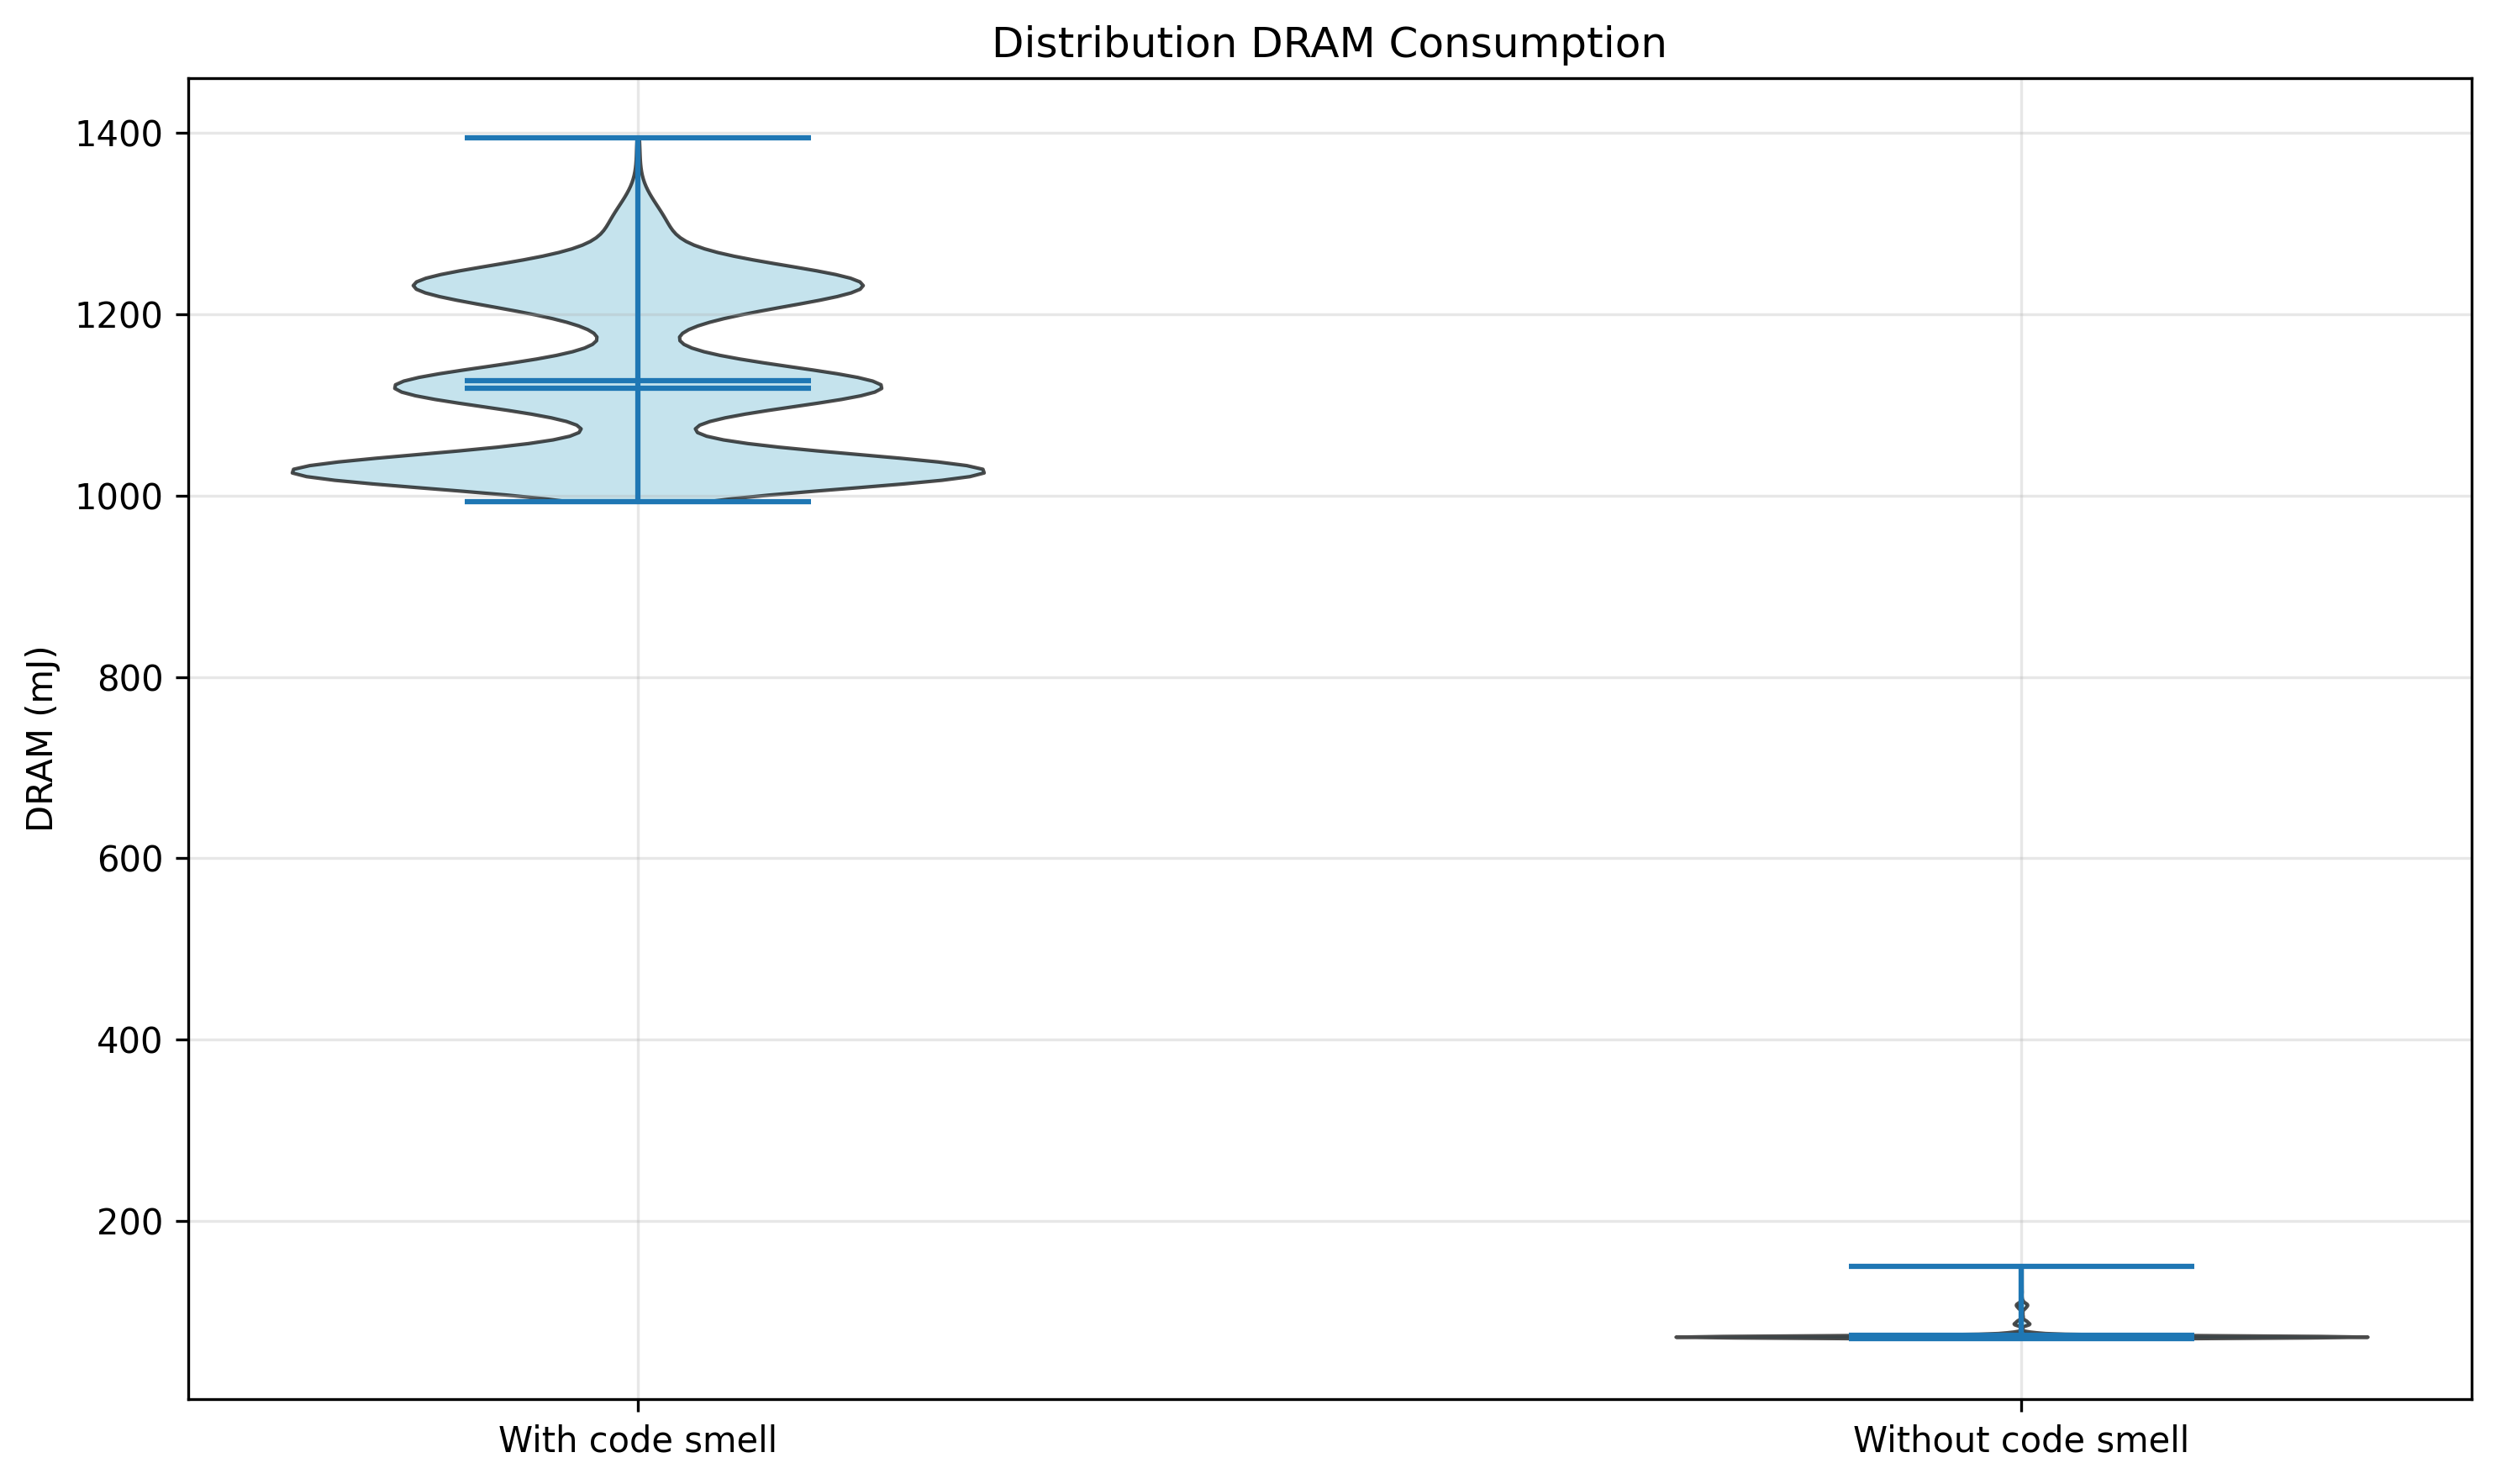 Distribution DRAM Consumption
1400
1200
1000
800
600
400
200
DRAM (mJ)
With code smell
Without code smell